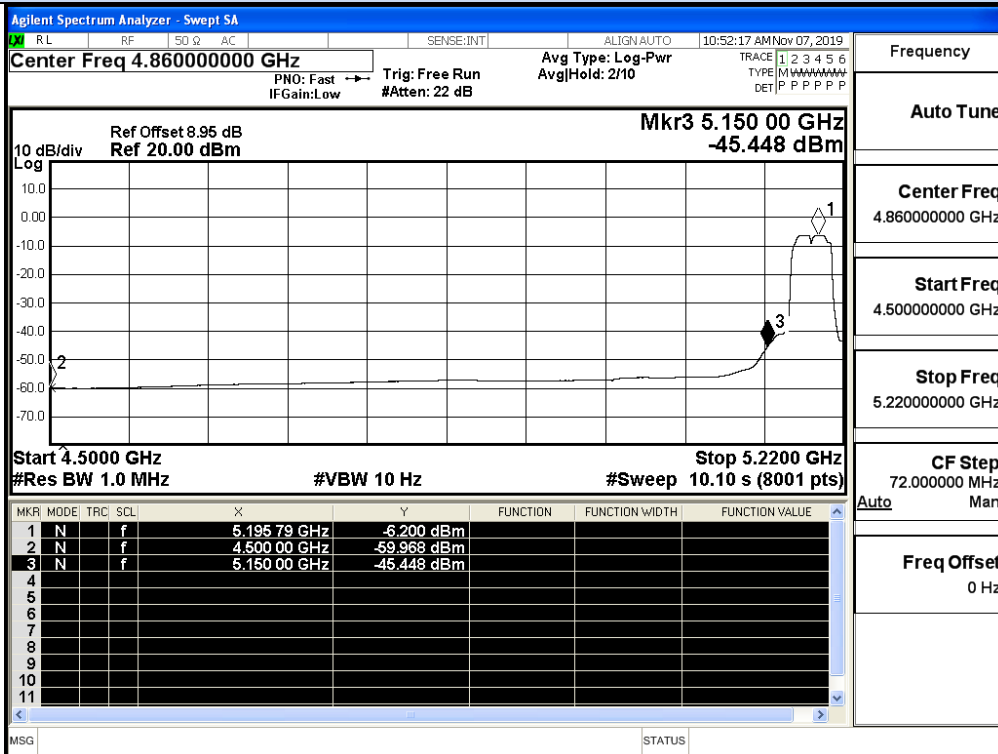 Agilent Spectrum Analyzer - Swept SA
LXI RL RF 50 Ω AC SENSE:INT ALIGN AUTO 10:52:17 AM Nov 07, 2019
Center Freq 4.860000000 GHz
PNO: Fast
IFGain:Low
Trig: Free Run
#Atten: 22 dB
Avg Type: Log-Pwr
Avg|Hold: 2/10
TRACE 1 2 3 4 5 6
TYPE M W W W W W
DET P P P P P P
Mkr3 5.150 00 GHz
-45.448 dBm
Ref Offset 8.95 dB
10 dB/div Ref 20.00 dBm
Log
10.0
0.00
-10.0
-20.0
-30.0
-40.0
-50.0
-60.0
-70.0
1
2
3
Start 4.5000 GHz Stop 5.2200 GHz
#Res BW 1.0 MHz #VBW 10 Hz #Sweep 10.10 s (8001 pts)
MKR MODE TRC SCL X Y FUNCTION FUNCTION WIDTH FUNCTION VALUE
1 N f 5.195 79 GHz -6.200 dBm
2 N f 4.500 00 GHz -59.968 dBm
3 N f 5.150 00 GHz -45.448 dBm
4
5
6
7
8
9
10
11
MSG STATUS
Frequency
Auto Tune
Center Freq
4.860000000 GHz
Start Freq
4.500000000 GHz
Stop Freq
5.220000000 GHz
CF Step
72.000000 MHz
Auto Man
Freq Offset
0 Hz